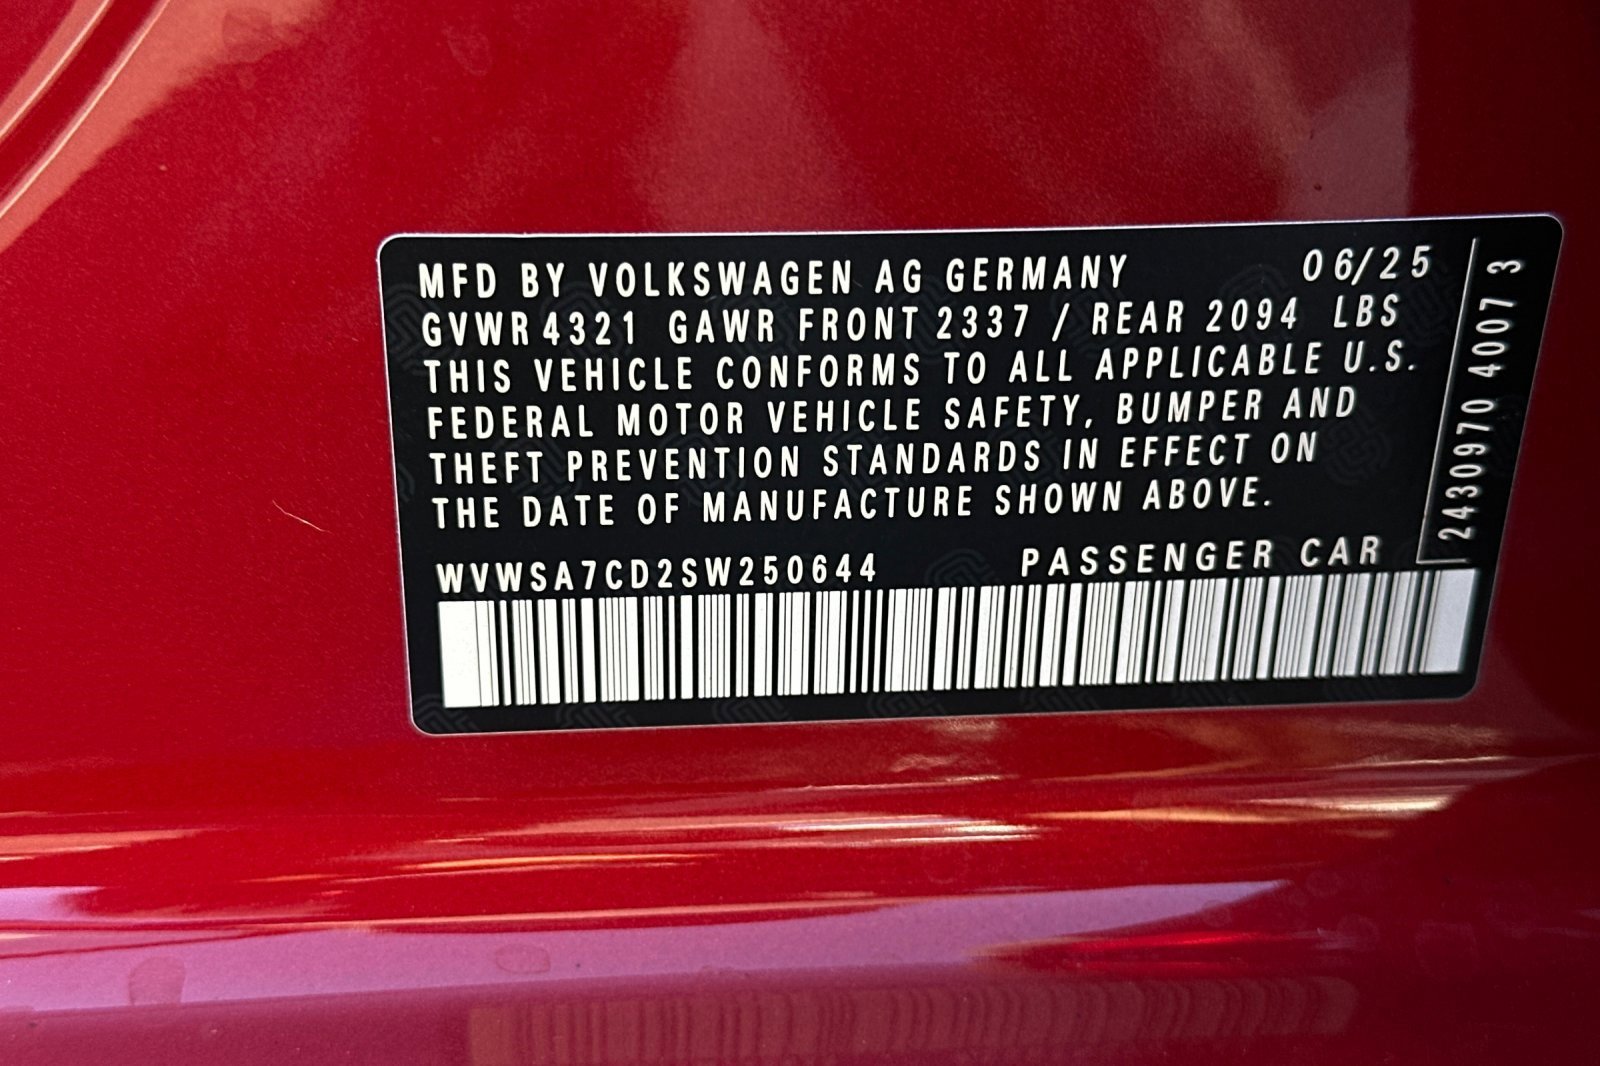 MFD BY VOLKSWAGEN AG GERMANY 06/25
GVWR 4321 GAWR FRONT 2337 / REAR 2094 LBS
THIS VEHICLE CONFORMS TO ALL APPLICABLE U.S.
FEDERAL MOTOR VEHICLE SAFETY, BUMPER AND
THEFT PREVENTION STANDARDS IN EFFECT ON
THE DATE OF MANUFACTURE SHOWN ABOVE.
WVWSA7CD2SW250644 PASSENGER CAR
2430970 4007 3